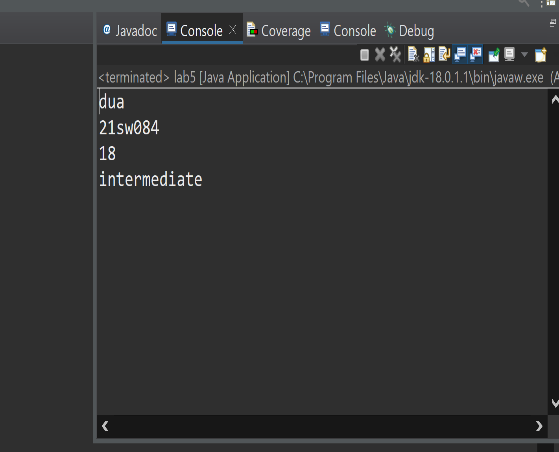 Javadoc Console Coverage Console Debug
<terminated> lab5 [Java Application] C:\Program Files\Java\jdk-18.0.1.1\bin\javaw.exe (A
dua
21sw084
18
intermediate